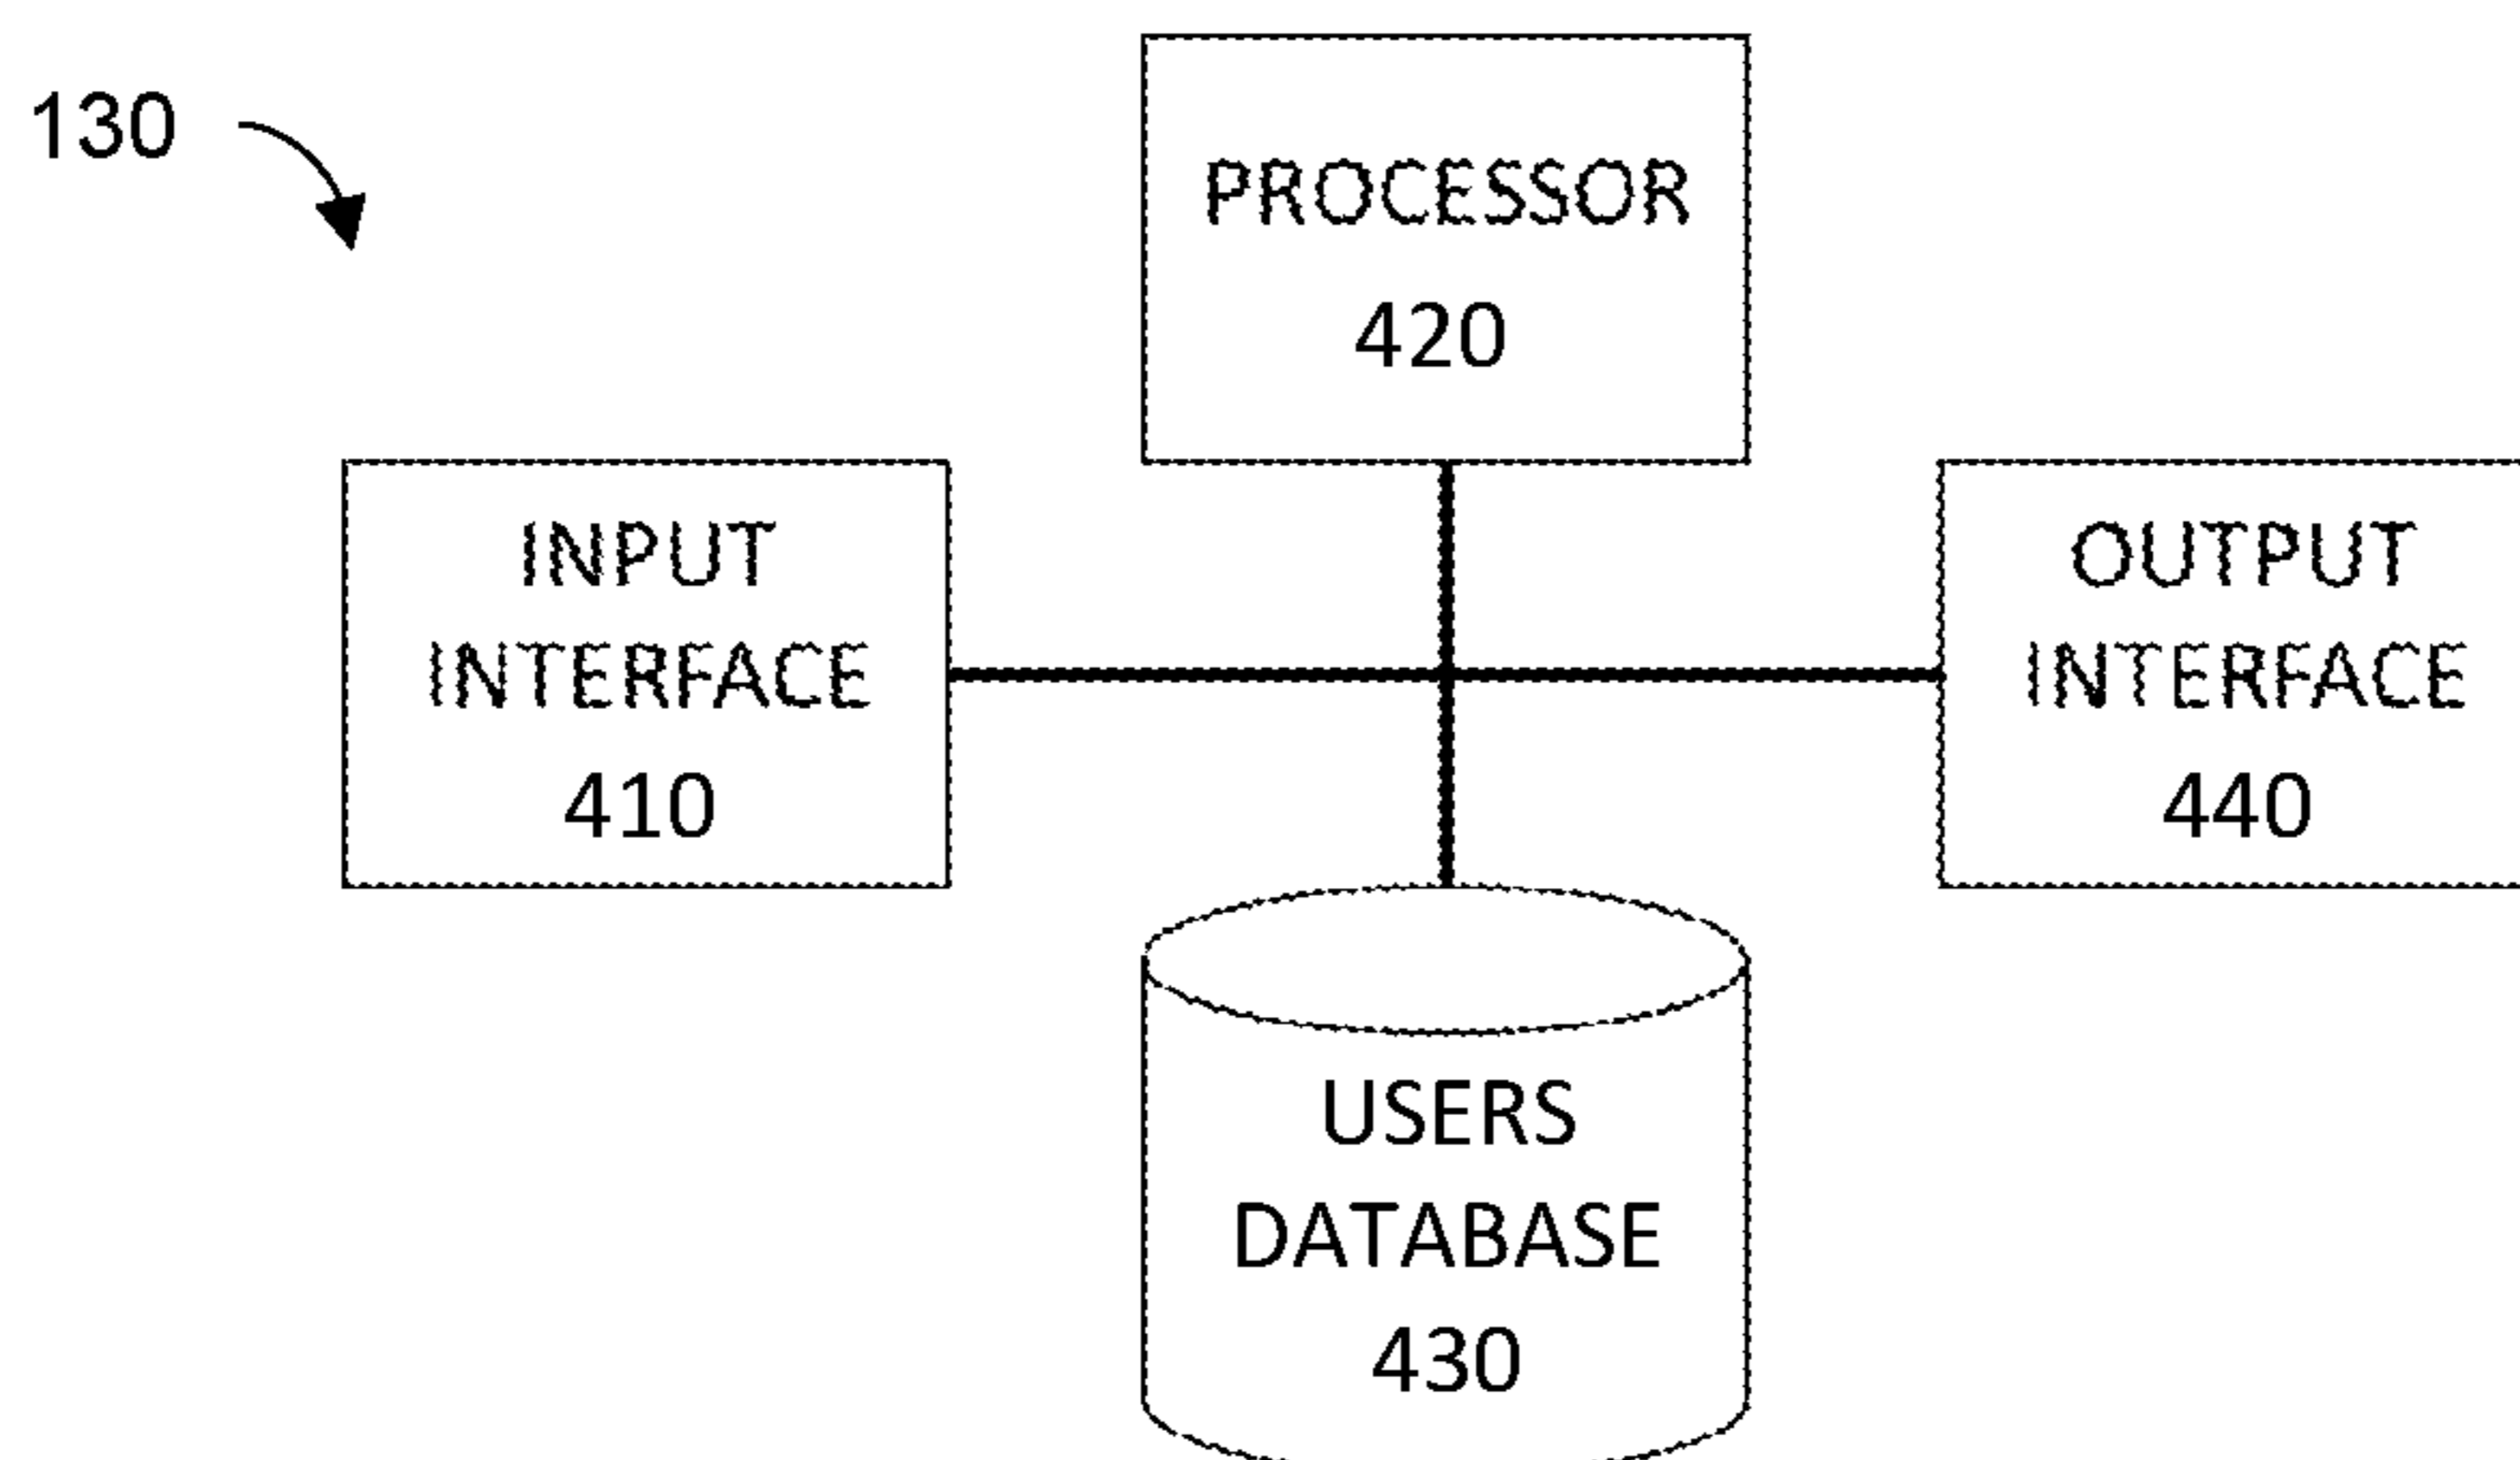 130
PROCESSOR
420
INPUT
INTERFACE
410
OUTPUT
INTERFACE
440
USERS
DATABASE
430